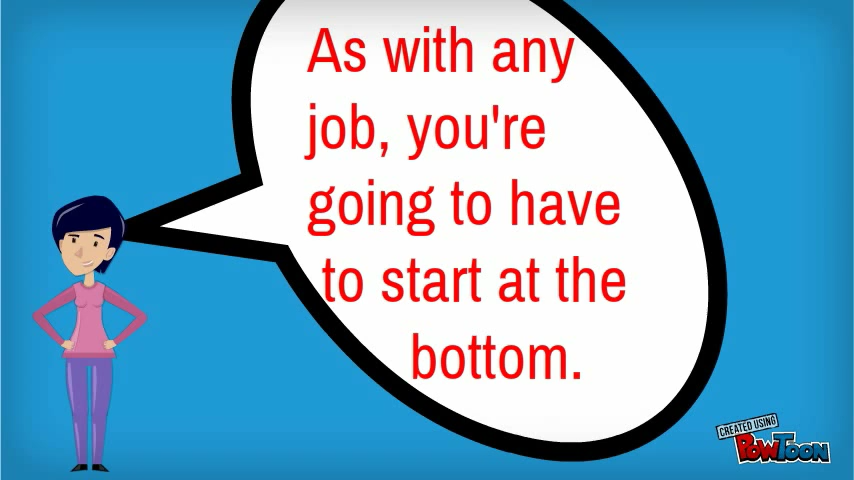 As with any
job, you're
going to have
to start at the
bottom.
CREATED USING
POWTOON